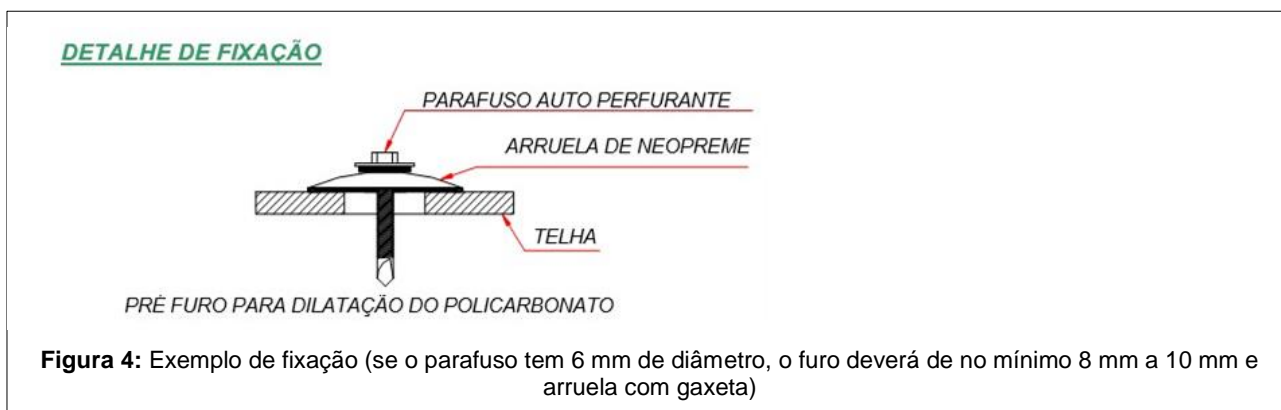 DETALHE DE FIXAÇÃO
PARAFUSO AUTO PERFURANTE
ARRUELA DE NEOPREME
TELHA
PRÉ FURO PARA DILATAÇÃO DO POLICARBONATO
Figura 4: Exemplo de fixação (se o parafuso tem 6 mm de diâmetro, o furo deverá de no mínimo 8 mm a 10 mm e
arruela com gaxeta)